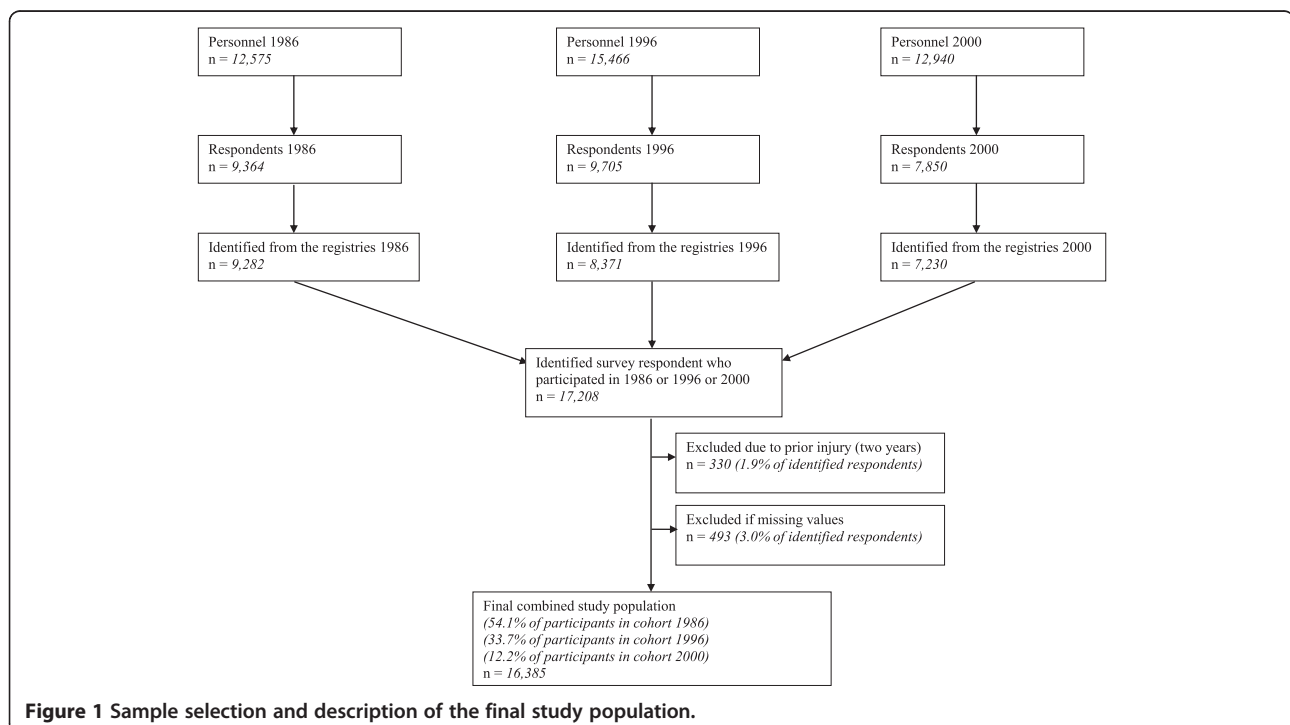 Personnel 1986
n = 12,575
Personnel 1996
n = 15,466
Personnel 2000
n = 12,940
Respondents 1986
n = 9,364
Respondents 1996
n = 9,705
Respondents 2000
n = 7,850
Identified from the registries 1986
n = 9,282
Identified from the registries 1996
n = 8,371
Identified from the registries 2000
n = 7,230
Identified survey respondent who
participated in 1986 or 1996 or 2000
n = 17,208
Excluded due to prior injury (two years)
n = 330 (1.9% of identified respondents)
Excluded if missing values
n = 493 (3.0% of identified respondents)
Final combined study population
(54.1% of participants in cohort 1986)
(33.7% of participants in cohort 1996)
(12.2% of participants in cohort 2000)
n = 16,385
Figure 1 Sample selection and description of the final study population.